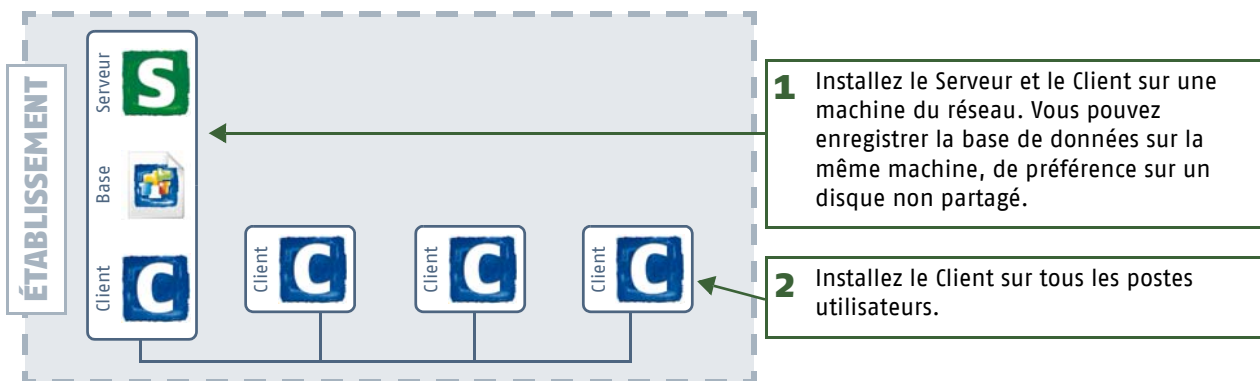 ÉTABLISSEMENT
Serveur
S
Base
Client
C
Client
C
Client
C
Client
C
1 Installez le Serveur et le Client sur une
machine du réseau. Vous pouvez
enregistrer la base de données sur la
même machine, de préférence sur un
disque non partagé.
2 Installez le Client sur tous les postes
utilisateurs.